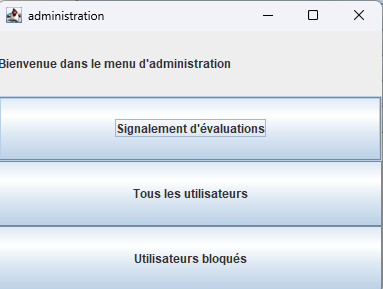 administration
Bienvenue dans le menu d'administration
Signalement d'évaluations
Tous les utilisateurs
Utilisateurs bloqués